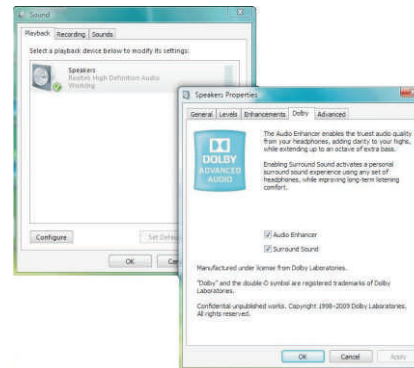 Sound
Playback Recording Sounds
Select a playback device below to modify its settings:
Speakers
Realtek High Definition Audio
Working
Configure
Set
OK
Speakers Properties
General Levels Enhancements Dolby Advanced
DOLBY
ADVANCED
AUDIO
The Audio Enhancer enables the truest audio quality
from your headphones, adding clarity to your highs,
while extending up to an octave of extra bass.
Enabling Surround Sound activates a personal
surround sound experience using any set of
headphones, while improving long-term listening
comfort.
Audio Enhancer
Surround Sound
Manufactured under license from Dolby Laboratories.
"Dolby" and the double-D symbol are registered trademarks of Dolby
Laboratories.
Confidential unpublished works. Copyright 1998-2009 Dolby Laboratories.
All rights reserved.
OK Cancel Apply